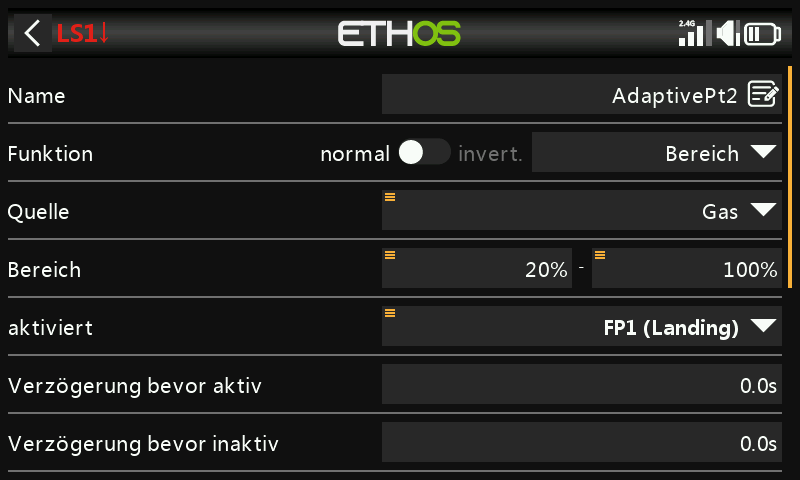 LS1↓ ETHOS 2.4G
Name AdaptivePt2
Funktion normal invert. Bereich
Quelle Gas
Bereich 20% - 100%
aktiviert FP1 (Landing)
Verzögerung bevor aktiv 0.0s
Verzögerung bevor inaktiv 0.0s